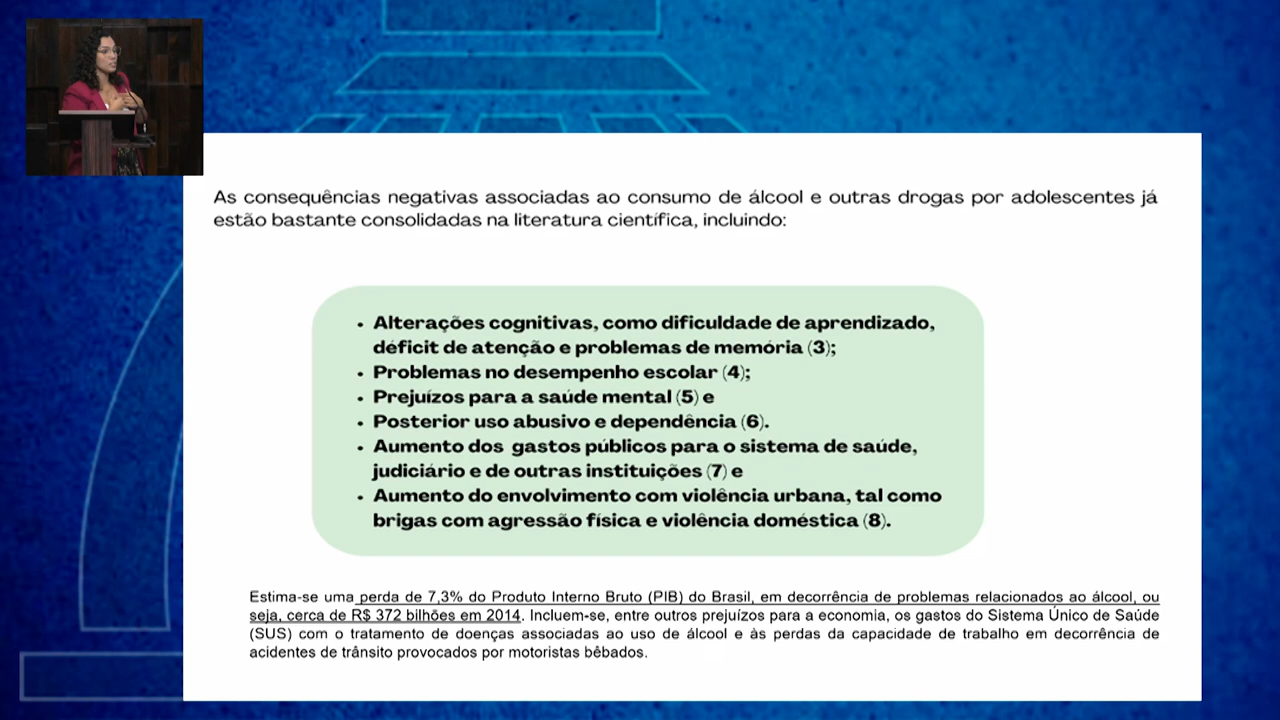 As consequências negativas associadas ao consumo de álcool e outras drogas por adolescentes já
estão bastante consolidadas na literatura científica, incluindo:
• Alterações cognitivas, como dificuldade de aprendizado,
déficit de atenção e problemas de memória (3);
• Problemas no desempenho escolar (4);
• Prejuízos para a saúde mental (5) e
• Posterior uso abusivo e dependência (6).
• Aumento dos gastos públicos para o sistema de saúde,
judiciário e de outras instituições (7) e
• Aumento do envolvimento com violência urbana, tal como
brigas com agressão física e violência doméstica (8).
Estima-se uma perda de 7,3% do Produto Interno Bruto (PIB) do Brasil, em decorrência de problemas relacionados ao álcool, ou
seja, cerca de R$ 372 bilhões em 2014. Incluem-se, entre outros prejuízos para a economia, os gastos do Sistema Único de Saúde
(SUS) com o tratamento de doenças associadas ao uso de álcool e às perdas da capacidade de trabalho em decorrência de
acidentes de trânsito provocados por motoristas bêbados.